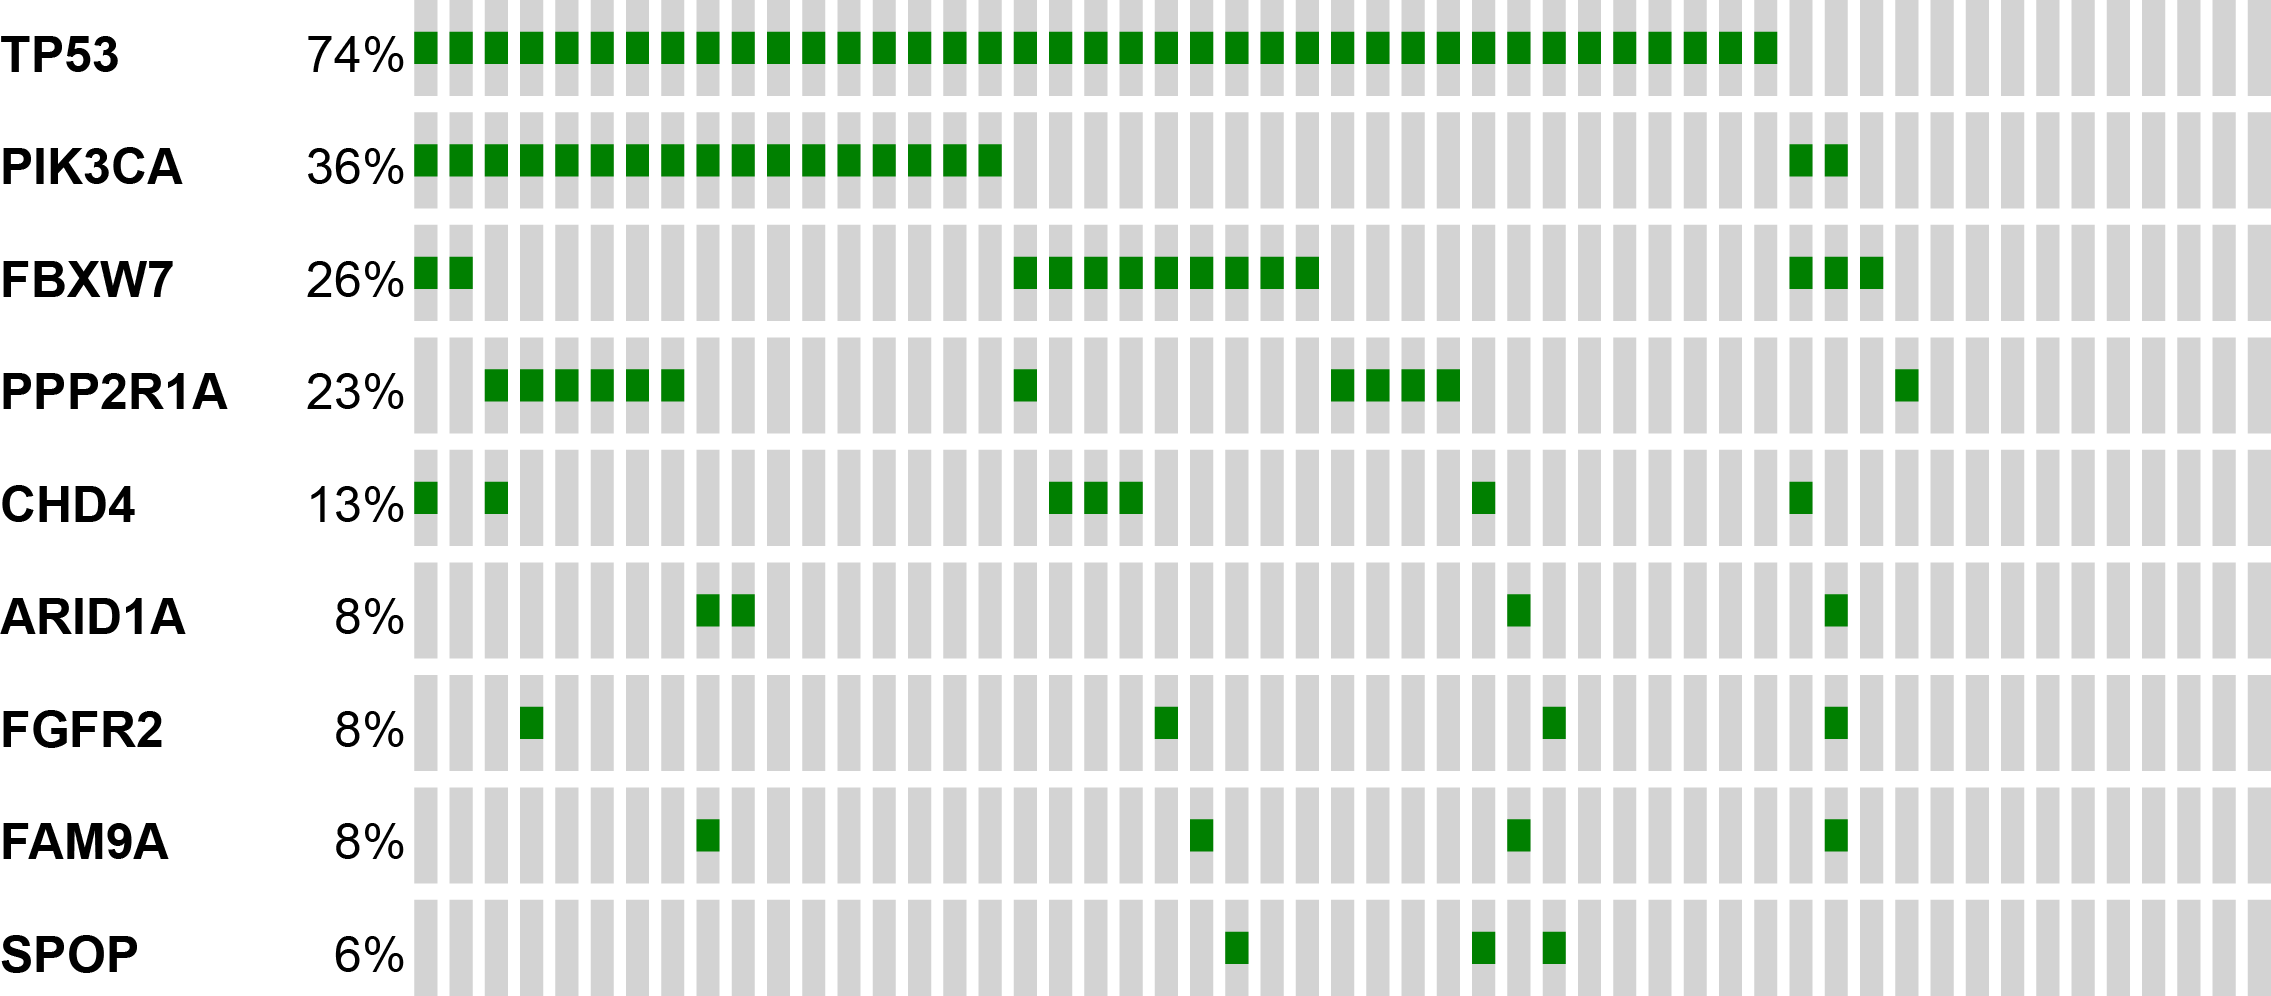 TP53 74%
PIK3CA 36%
FBXW7 26%
PPP2R1A 23%
CHD4 13%
ARID1A 8%
FGFR2 8%
FAM9A 8%
SPOP 6%